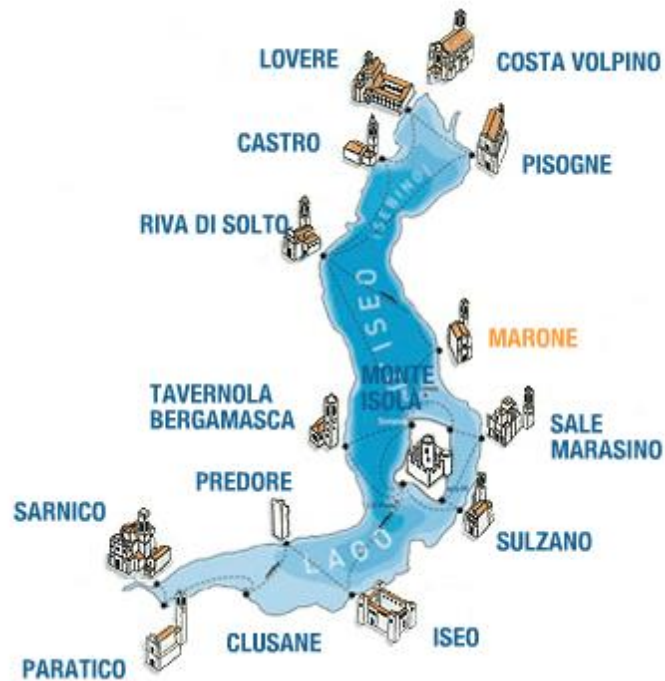 LOVERE
COSTA VOLPINO
CASTRO
PISOGNE
RIVA DI SOLTO
ISEO
MARONE
MONTE
ISOLA
TAVERNOLA
BERGAMASCA
SALE
MARASINO
PREDORE
SARNICO
SULZANO
LAGO
CLUSANE
ISEO
PARATICO